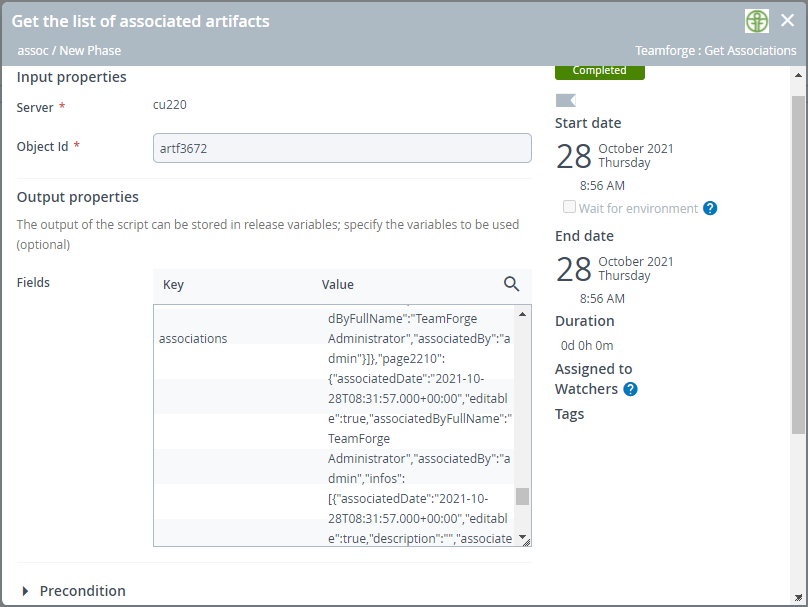 Get the list of associated artifacts
assoc / New Phase
Teamforge : Get Associations
Input properties
Server *
cu220
Object Id *
artf3672
Output properties
The output of the script can be stored in release variables; specify the variables to be used
(optional)
Fields
Key
Value
associations
dByFullName":"TeamForge
Administrator","associatedBy":"a
dmin"}]},"page2210":
{"associatedDate":"2021-10-
28T08:31:57.000+00:00","editabl
e":true,"associatedByFullName":"
TeamForge
Administrator","associatedBy":"a
dmin","infos":
[{"associatedDate":"2021-10-
28T08:31:57.000+00:00","editabl
e":true,"description":"","associate
Precondition
Completed
Start date
28
October 2021
Thursday
8:56 AM
Wait for environment ?
End date
28
October 2021
Thursday
8:56 AM
Duration
0d 0h 0m
Assigned to
Watchers ?
Tags